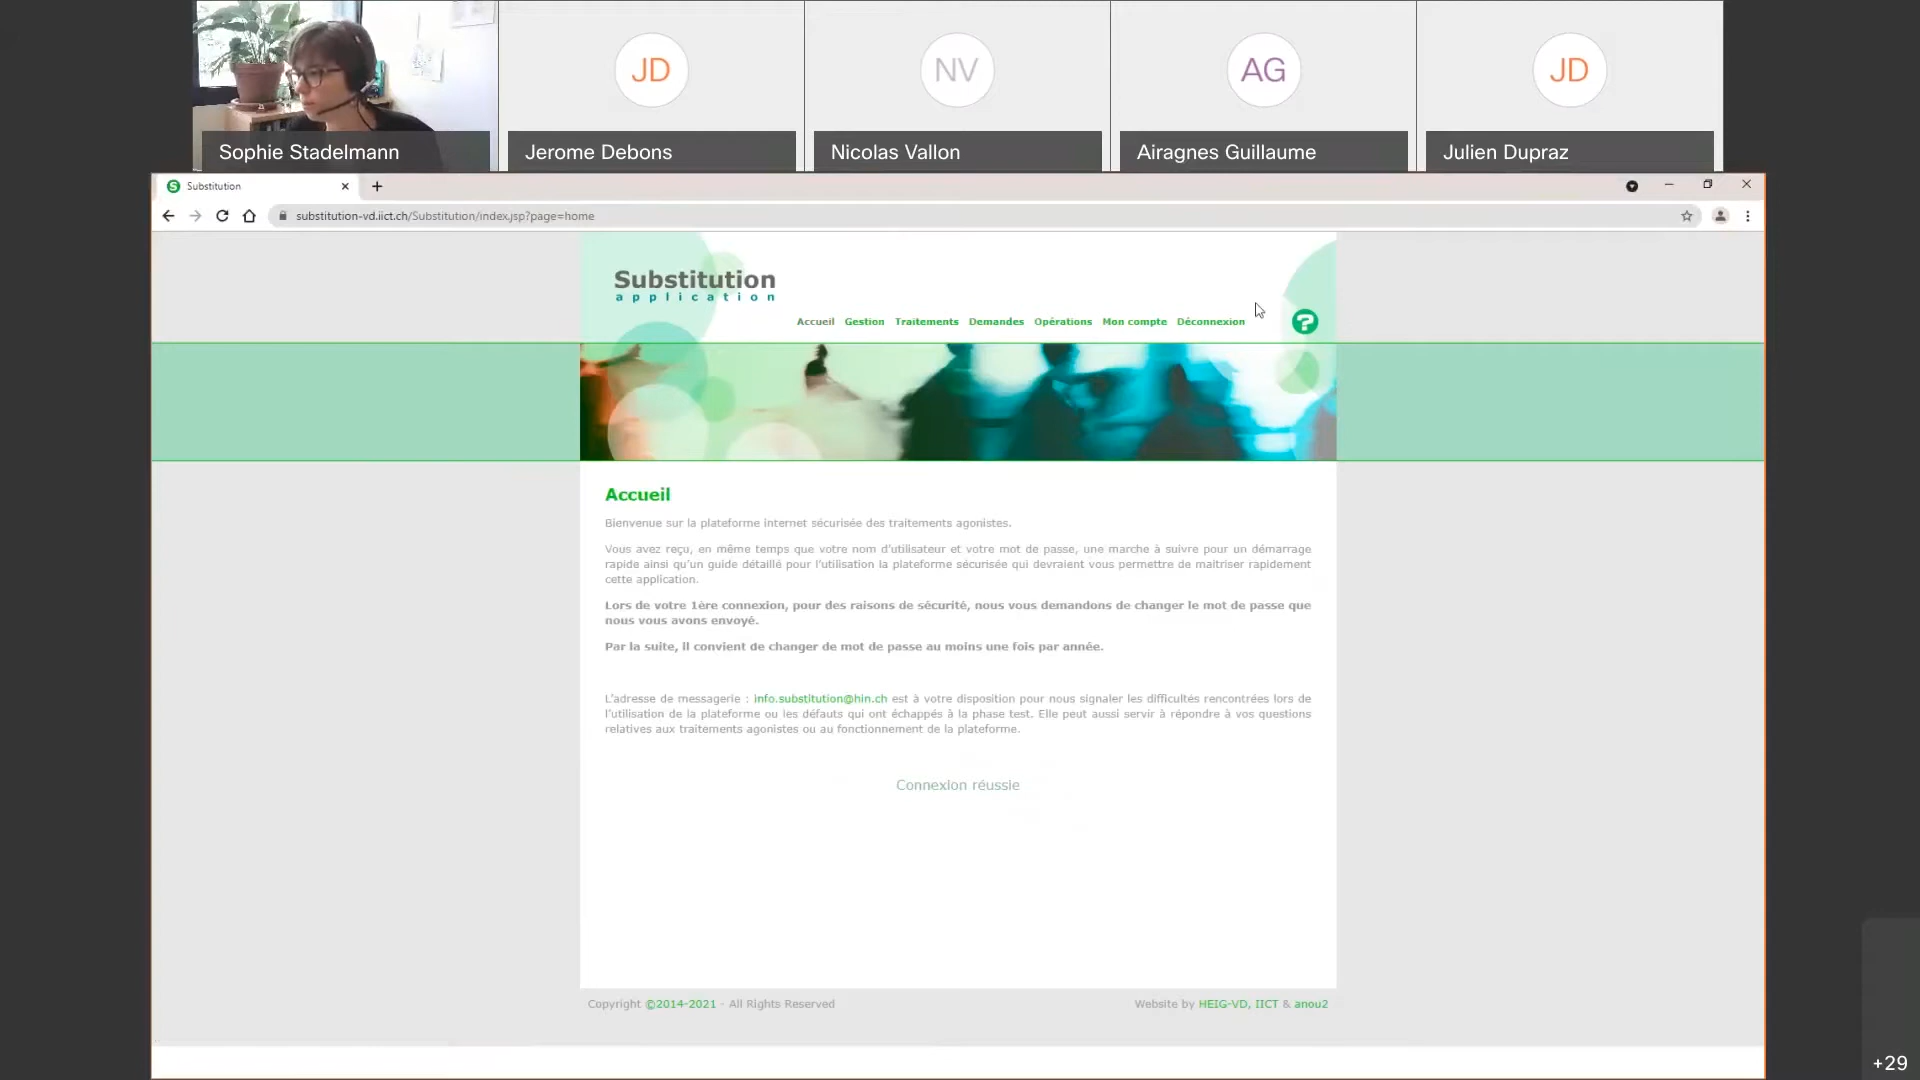 JD
NV
AG
JD
Sophie Stadelmann
Jerome Debons
Nicolas Vallon
Airagnes Guillaume
Julien Dupraz
S Substitution
substitution-vd.iict.ch/Substitution/index.jsp?page=home
Substitution
application
Accueil Gestion Traitements Demandes Opérations Mon compte Déconnexion ?
Accueil
Bienvenue sur la plateforme internet sécurisée des traitements agonistes.
Vous avez reçu, en même temps que votre nom d'utilisateur et votre mot de passe, une marche à suivre pour un démarrage
rapide ainsi qu'un guide détaillé pour l'utilisation la plateforme sécurisée qui devraient vous permettre de maitriser rapidement
cette application.
Lors de votre 1ère connexion, pour des raisons de sécurité, nous vous demandons de changer le mot de passe que
nous vous avons envoyé.
Par la suite, il convient de changer de mot de passe au moins une fois par année.
L'adresse de messagerie : info.substitution@hin.ch est à votre disposition pour nous signaler les difficultés rencontrées lors de
l'utilisation de la plateforme ou les défauts qui ont échappés à la phase test. Elle peut aussi servir à répondre à vos questions
relatives aux traitements agonistes ou au fonctionnement de la plateforme.
Connexion réussie
Copyright ©2014-2021 - All Rights Reserved
Website by HEIG-VD, IICT & anou2
+29